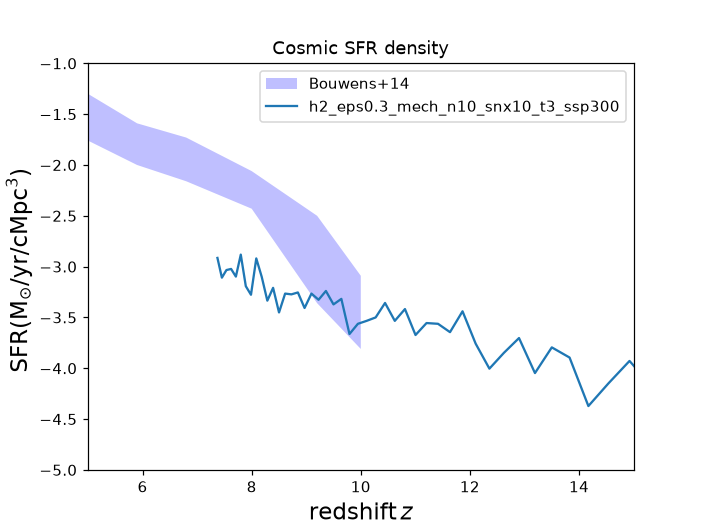 Cosmic SFR density
Bouwens+14
h2_eps0.3_mech_n10_snx10_t3_ssp300
SFR(M⊙/yr/cMpc³)
−1.0
−1.5
−2.0
−2.5
−3.0
−3.5
−4.0
−4.5
−5.0
6 8 10 12 14
redshift z